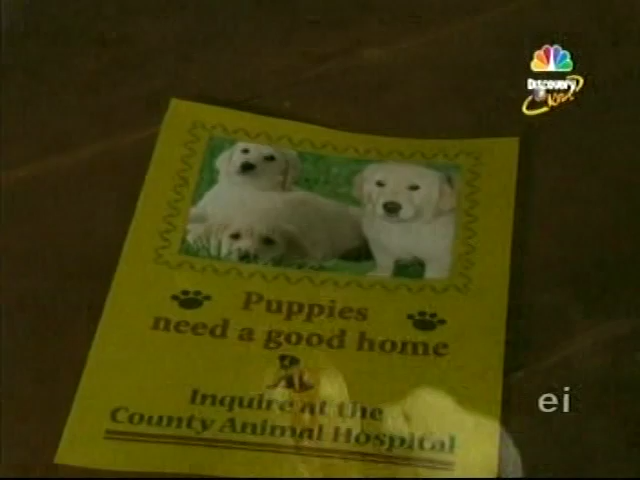 Discovery
Kids
Puppies
need a good home
Inquire at the
County Animal Hospital
ei